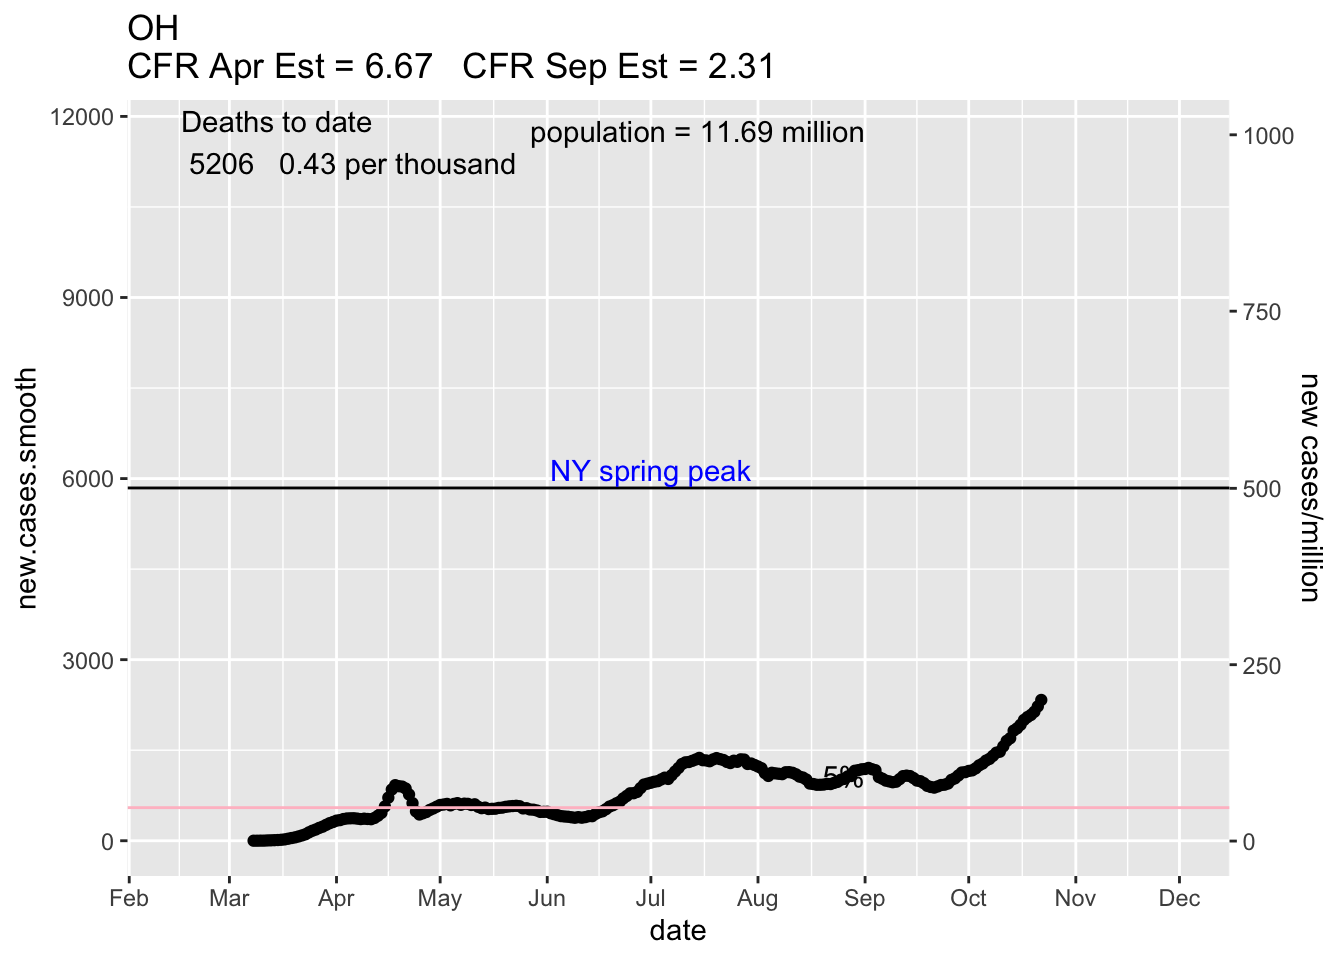 OH
CFR Apr Est = 6.67   CFR Sep Est = 2.31
Deaths to date
5206   0.43 per thousand
population = 11.69 million
12000
9000
6000
3000
0
new.cases.smooth
NY spring peak
5%
1000
750
500
250
0
new cases/million
Feb Mar Apr May Jun Jul Aug Sep Oct Nov Dec
date